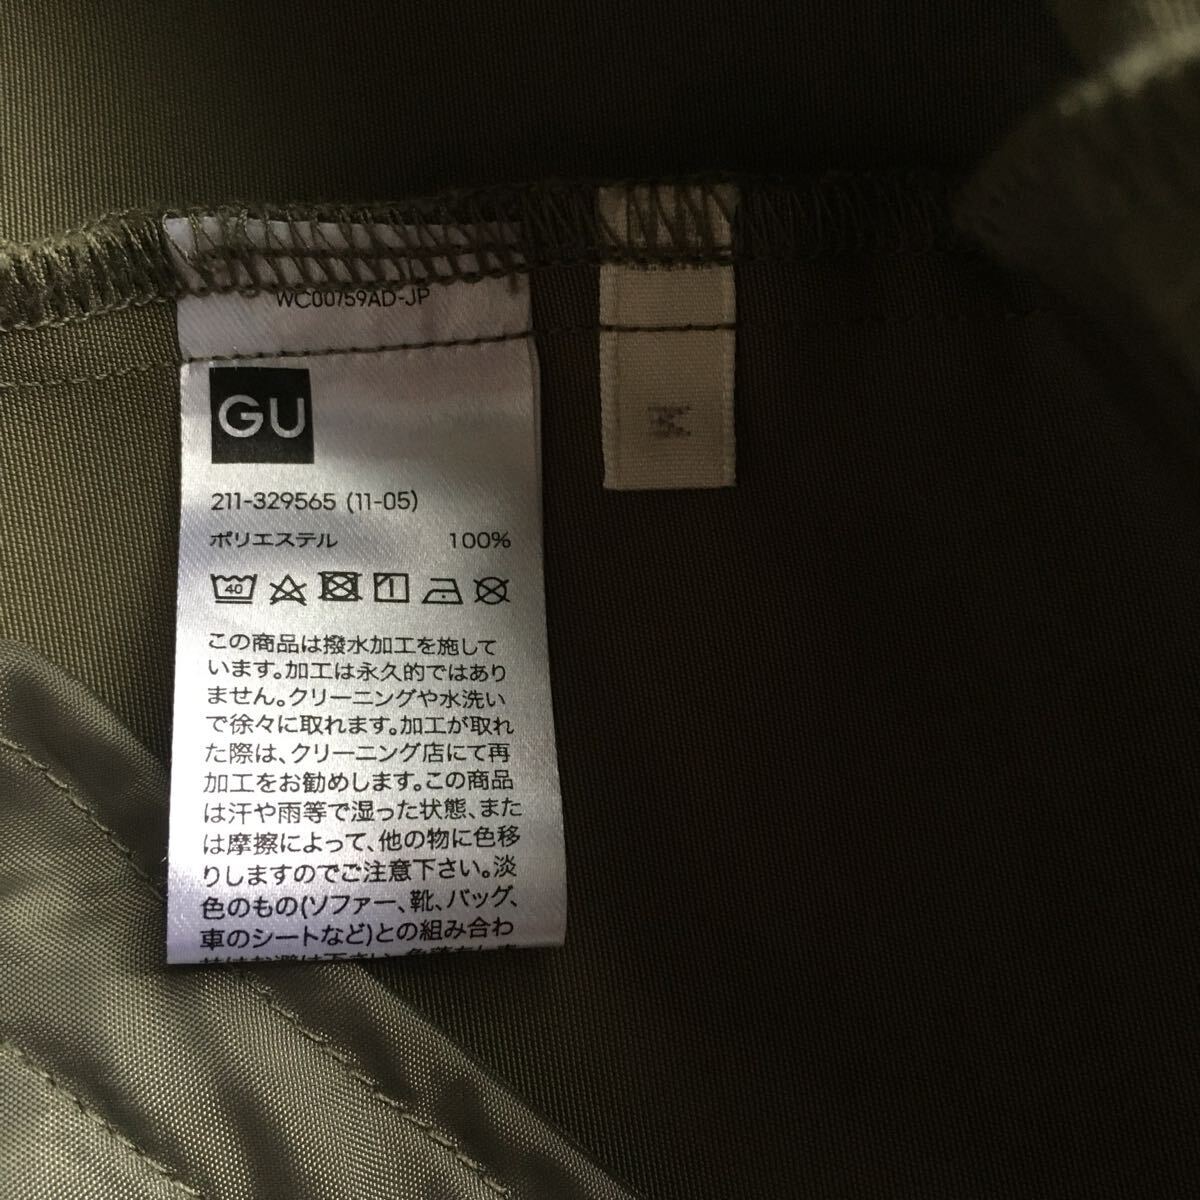 WC00759AD-JP
GU
211-329565 (11-05)
ポリエステル 100%
40
1
この商品は撥水加工を施して
います。加工は永久的ではあり
ません。クリーニングや水洗い
で徐々に取れます。加工が取れ
た際は、クリーニング店にて再
加工をお勧めします。この商品
は汗や雨等で湿った状態、また
は摩擦によって、他の物に色移
りしますのでご注意下さい。淡
色のもの(ソファー、靴、バッグ、
車のシートなど)との組み合わ